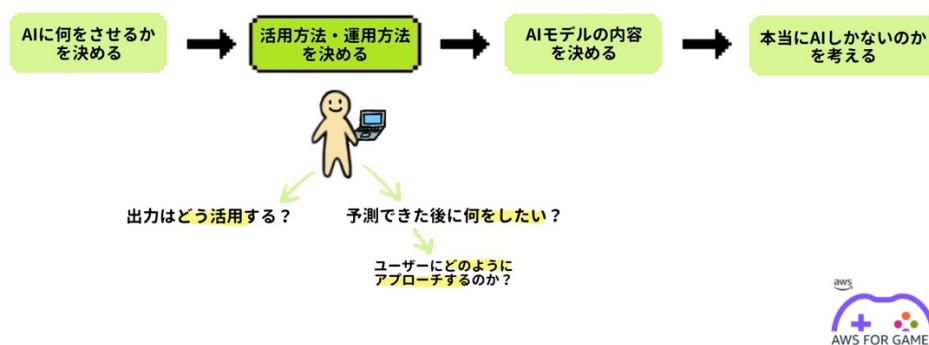 AIに何をさせるか
を決める
活用方法・運用方法
を決める
AIモデルの内容
を決める
本当にAIしかないのか
を考える
出力はどう活用する？
予測できた後に何をしたい？
ユーザーにどのように
アプローチするのか？
aws
AWS FOR GAME